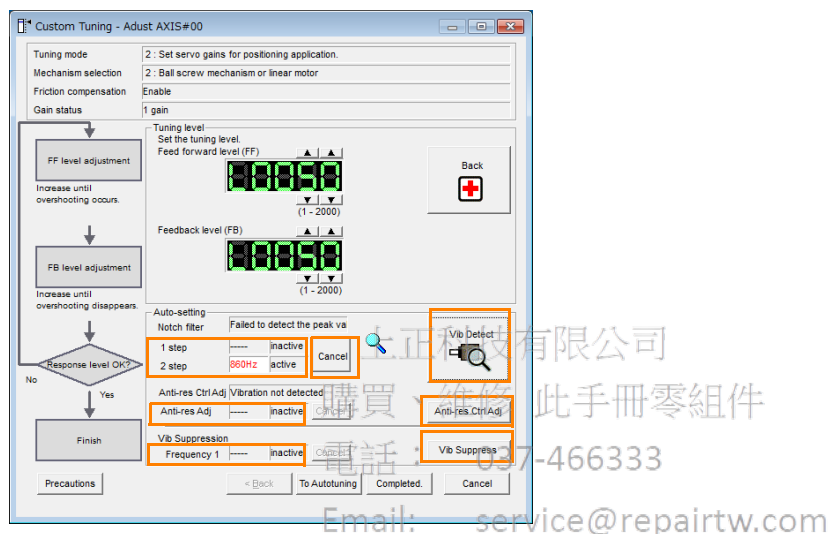 Custom Tuning - Adust AXIS#00
Tuning mode 2 : Set servo gains for positioning application.
Mechanism selection 2 : Ball screw mechanism or linear motor
Friction compensation Enable
Gain status 1 gain
FF level adjustment
Increase until
overshooting occurs.
FB level adjustment
Increase until
overshooting disappears.
Response level OK?
No
Yes
Finish
Tuning level
Set the tuning level.
Feed forward level (FF)
L0050
(1 - 2000)
Feedback level (FB)
L0050
(1 - 2000)
Back
Auto-setting
Notch filter Failed to detect the peak va
1 step ----- inactive
2 step 860Hz active
Cancel
Vib Detect
Anti-res Ctrl Adj Vibration not detected
Anti-res Adj ----- inactive Cancel
Anti-res Ctrl Adj
Vib Suppression
Frequency 1 ----- inactive Cancel
Vib Suppress
Precautions < Back To Autotuning Completed. Cancel
上正科技有限公司
購買、維修 此手冊零組件
電話： 037-466333
Email: service@repairtw.com